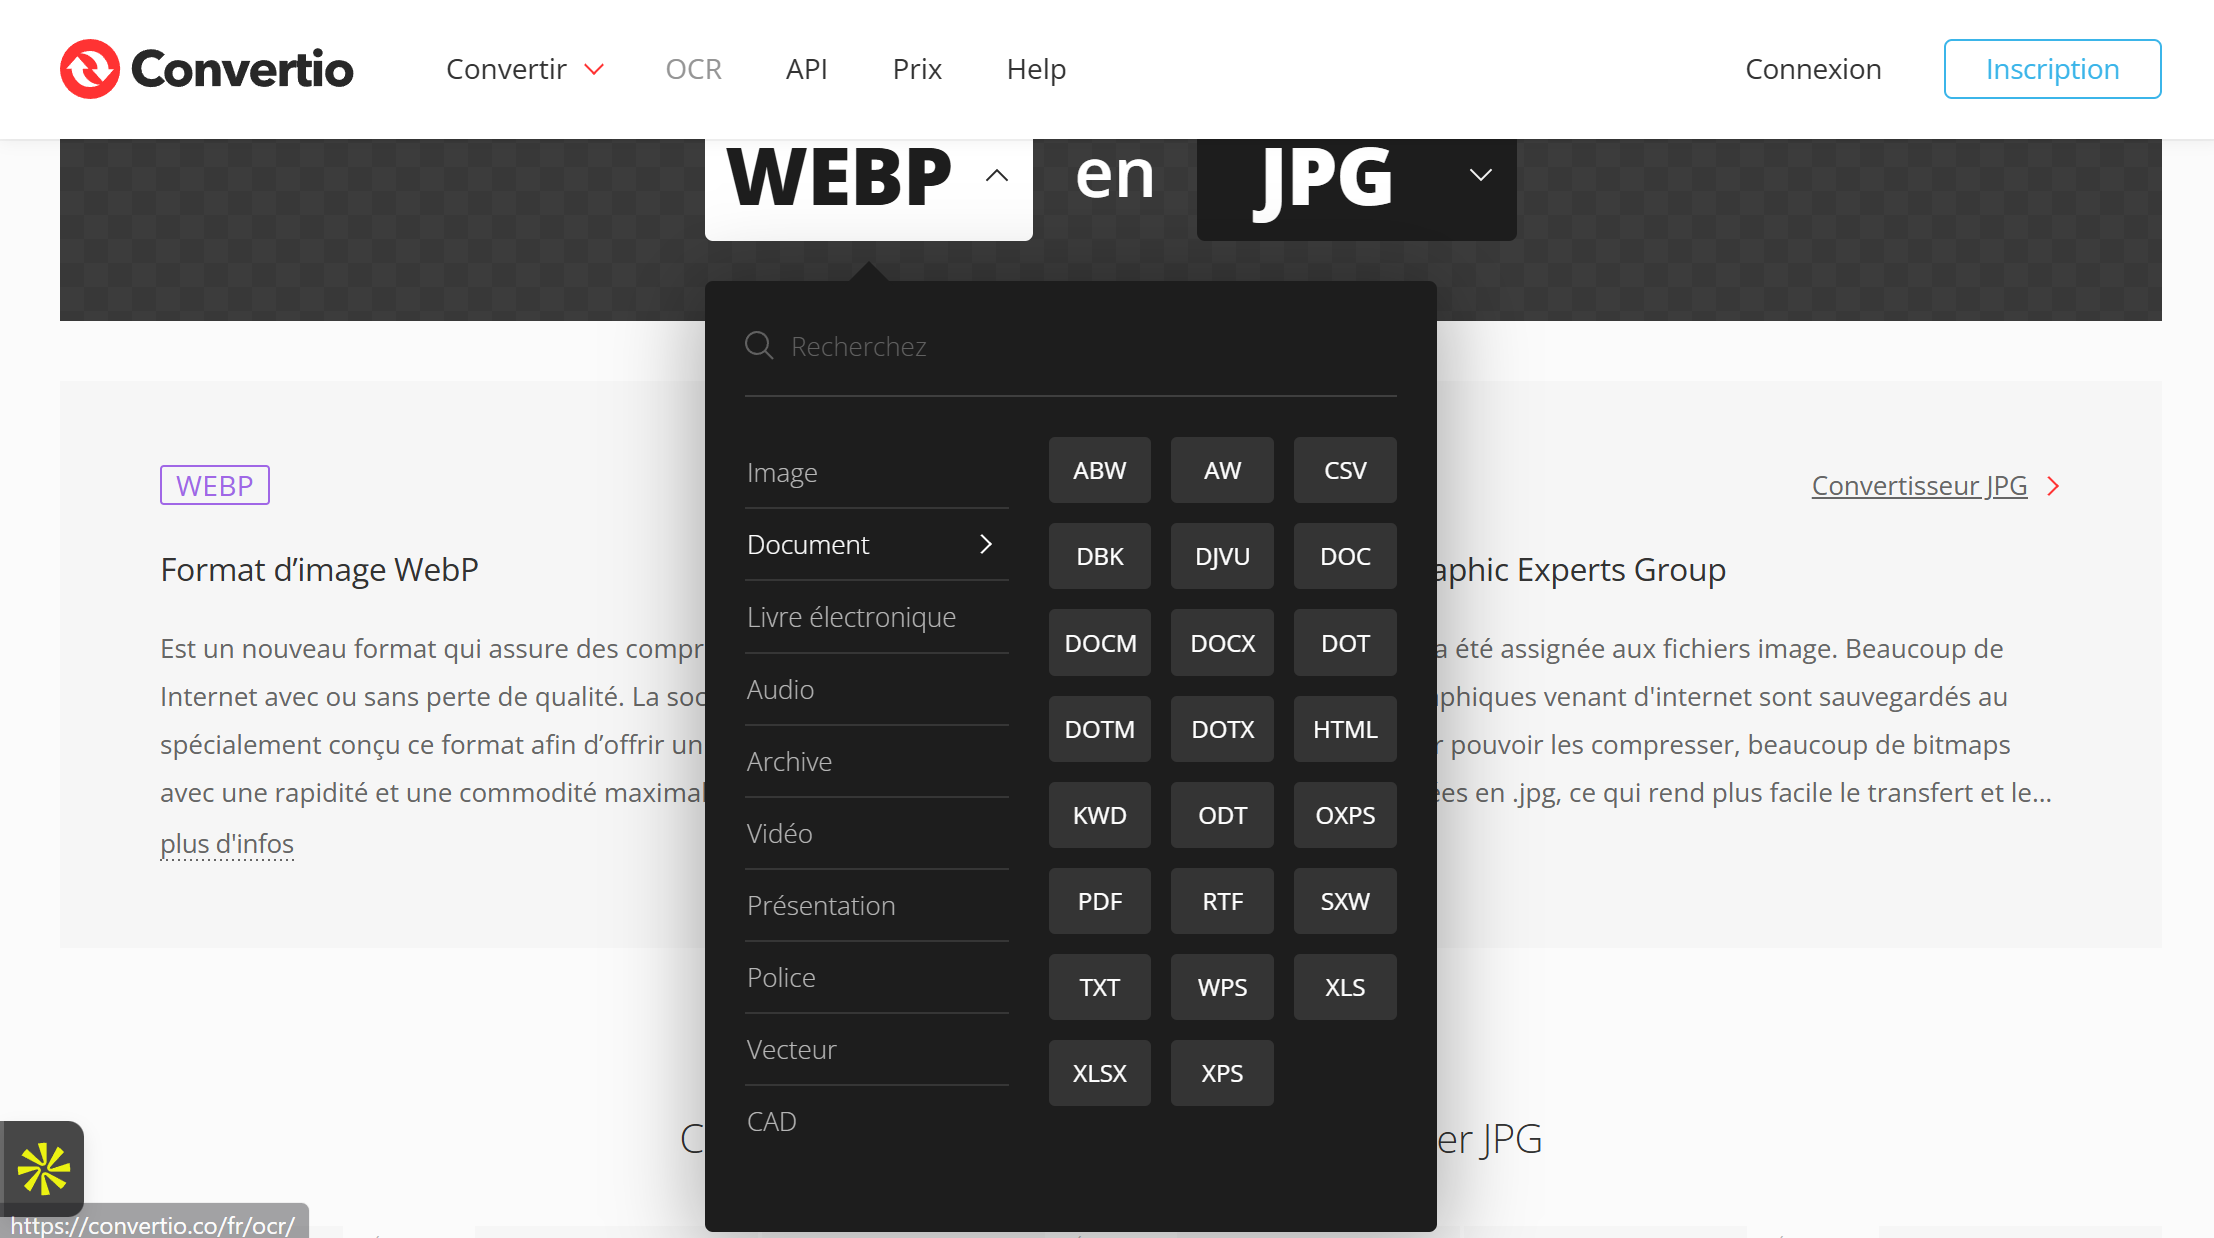 Convertio
Convertir
OCR
API
Prix
Help
Connexion
Inscription
WEBP
en
JPG
Recherchez
Image
Document
Livre électronique
Audio
Archive
Vidéo
Présentation
Police
Vecteur
CAD
ABW AW CSV
DBK DJVU DOC
DOCM DOCX DOT
DOTM DOTX HTML
KWD ODT OXPS
PDF RTF SXW
TXT WPS XLS
XLSX XPS
WEBP
Format d’image WebP
Est un nouveau format qui assure des compr
Internet avec ou sans perte de qualité. La soc
spécialement conçu ce format afin d’offrir un
avec une rapidité et une commodité maximal
plus d'infos
Convertisseur JPG
aphic Experts Group
a été assignée aux fichiers image. Beaucoup de
phiques venant d'internet sont sauvegardés au
r pouvoir les compresser, beaucoup de bitmaps
ées en .jpg, ce qui rend plus facile le transfert et le...
C
er JPG
https://convertio.co/fr/ocr/